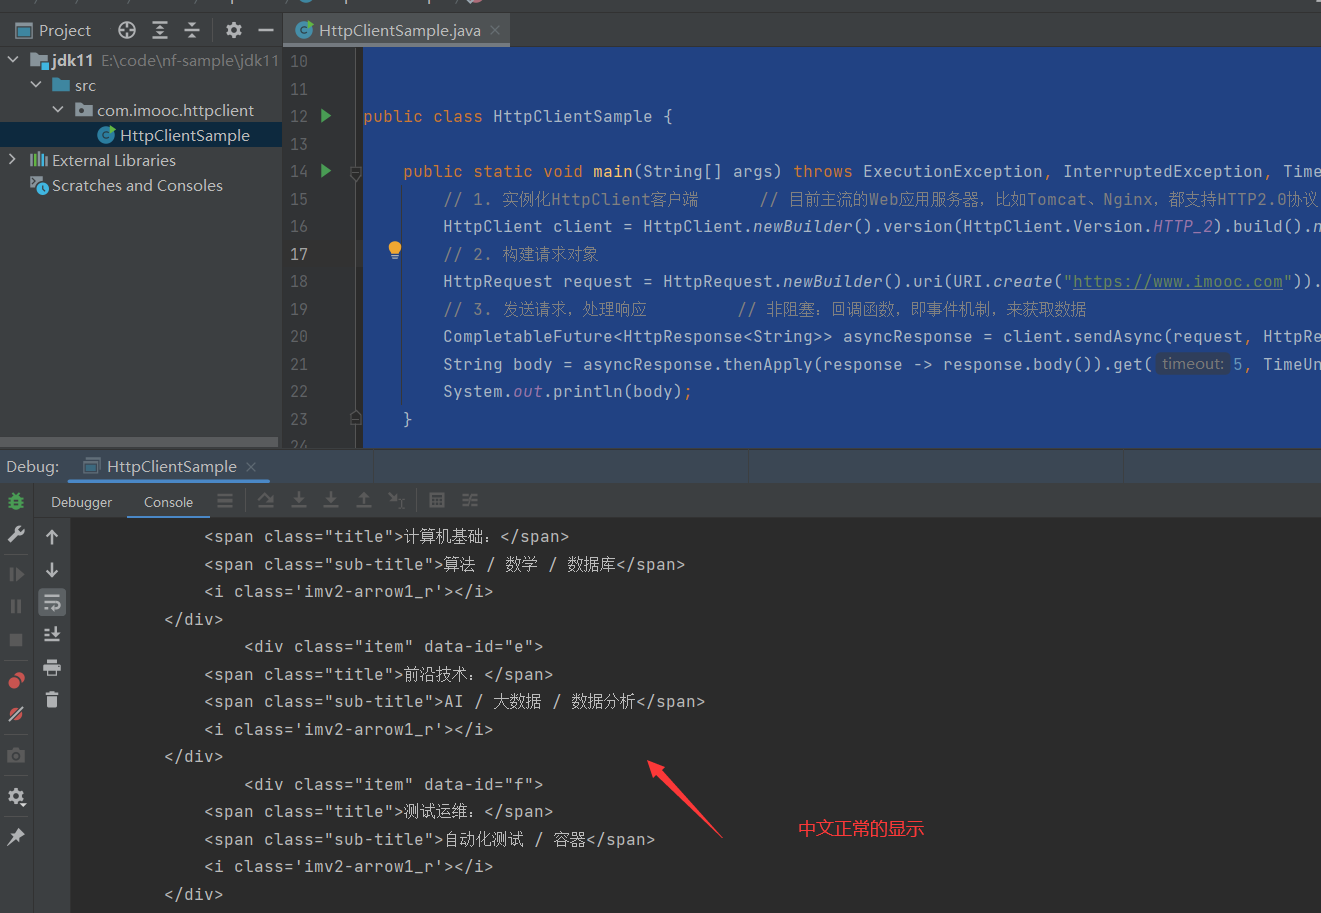 Project
HttpClientSample.java
jdk11 E:\code\nf-sample\jdk11
src
com.imooc.httpclient
HttpClientSample
External Libraries
Scratches and Consoles
10
11
12 public class HttpClientSample {
13
14 public static void main(String[] args) throws ExecutionException, InterruptedException, Time
15 // 1. 实例化HttpClient客户端 // 目前主流的Web应用服务器，比如Tomcat、Nginx，都支持HTTP2.0协议
16 HttpClient client = HttpClient.newBuilder().version(HttpClient.Version.HTTP_2).build().n
17 // 2. 构建请求对象
18 HttpRequest request = HttpRequest.newBuilder().uri(URI.create("https://www.imooc.com")).
19 // 3. 发送请求，处理响应 // 非阻塞：回调函数，即事件机制，来获取数据
20 CompletableFuture<HttpResponse<String>> asyncResponse = client.sendAsync(request, HttpRe
21 String body = asyncResponse.thenApply(response -> response.body()).get( timeout: 5, TimeUn
22 System.out.println(body);
23 }
24
Debug: HttpClientSample
Debugger Console
<span class="title">计算机基础：</span>
<span class="sub-title">算法 / 数学 / 数据库</span>
<i class='imv2-arrow1_r'></i>
</div>
<div class="item" data-id="e">
<span class="title">前沿技术：</span>
<span class="sub-title">AI / 大数据 / 数据分析</span>
<i class='imv2-arrow1_r'></i>
</div>
<div class="item" data-id="f">
<span class="title">测试运维：</span>
<span class="sub-title">自动化测试 / 容器</span>
<i class='imv2-arrow1_r'></i>
</div>
中文正常的显示